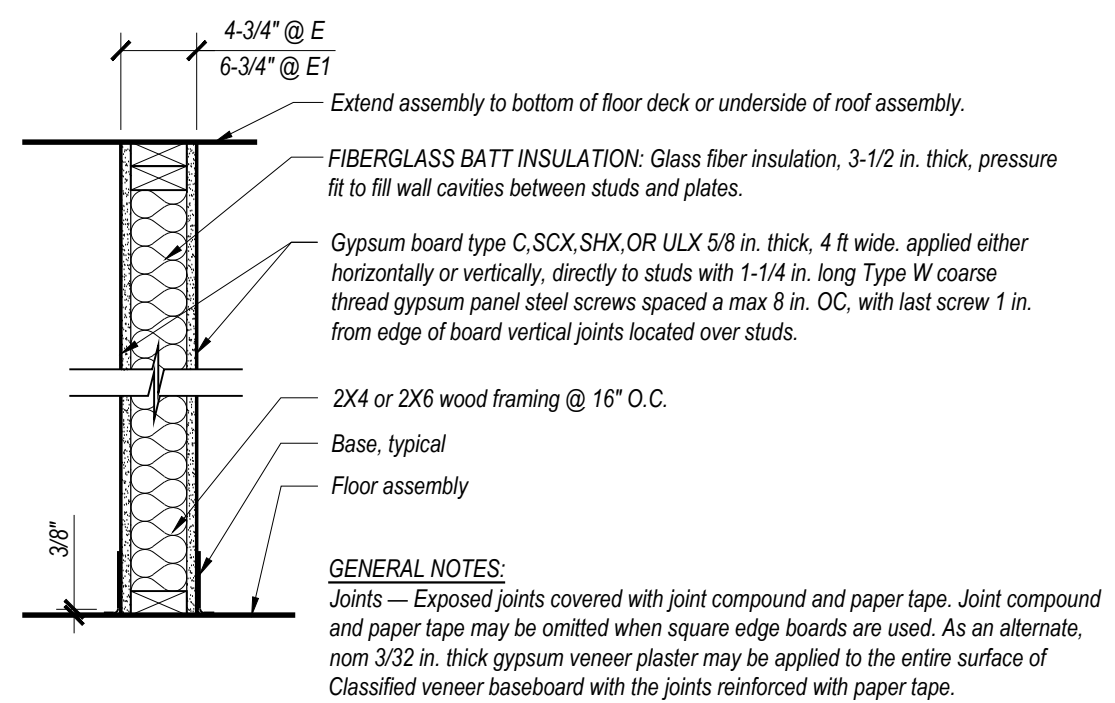 4-3/4" @ E
6-3/4" @ E1
Extend assembly to bottom of floor deck or underside of roof assembly.
FIBERGLASS BATT INSULATION: Glass fiber insulation, 3-1/2 in. thick, pressure
fit to fill wall cavities between studs and plates.
Gypsum board type C,SCX,SHX,OR ULX 5/8 in. thick, 4 ft wide. applied either
horizontally or vertically, directly to studs with 1-1/4 in. long Type W coarse
thread gypsum panel steel screws spaced a max 8 in. OC, with last screw 1 in.
from edge of board vertical joints located over studs.
2X4 or 2X6 wood framing @ 16" O.C.
Base, typical
Floor assembly
3/8"
GENERAL NOTES:
Joints — Exposed joints covered with joint compound and paper tape. Joint compound
and paper tape may be omitted when square edge boards are used. As an alternate,
nom 3/32 in. thick gypsum veneer plaster may be applied to the entire surface of
Classified veneer baseboard with the joints reinforced with paper tape.